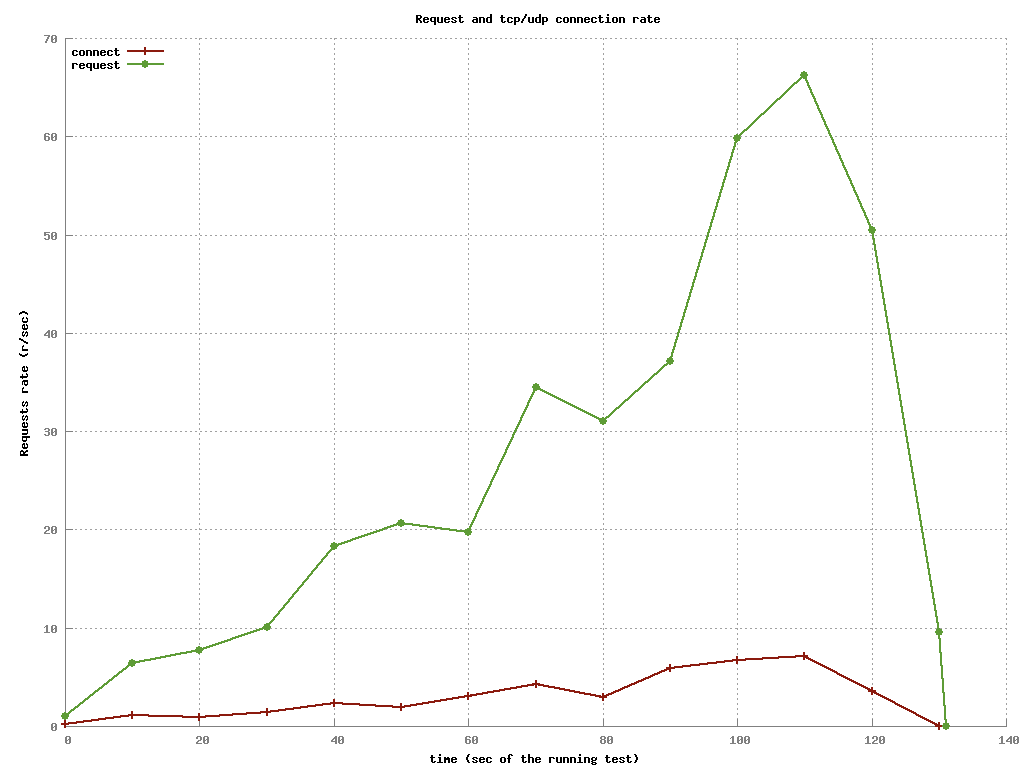 Request and tcp/udp connection rate
70
60
50
40
30
20
10
0
connect
request
Requests rate (r/sec)
0 20 40 60 80 100 120 140
time (sec of the running test)